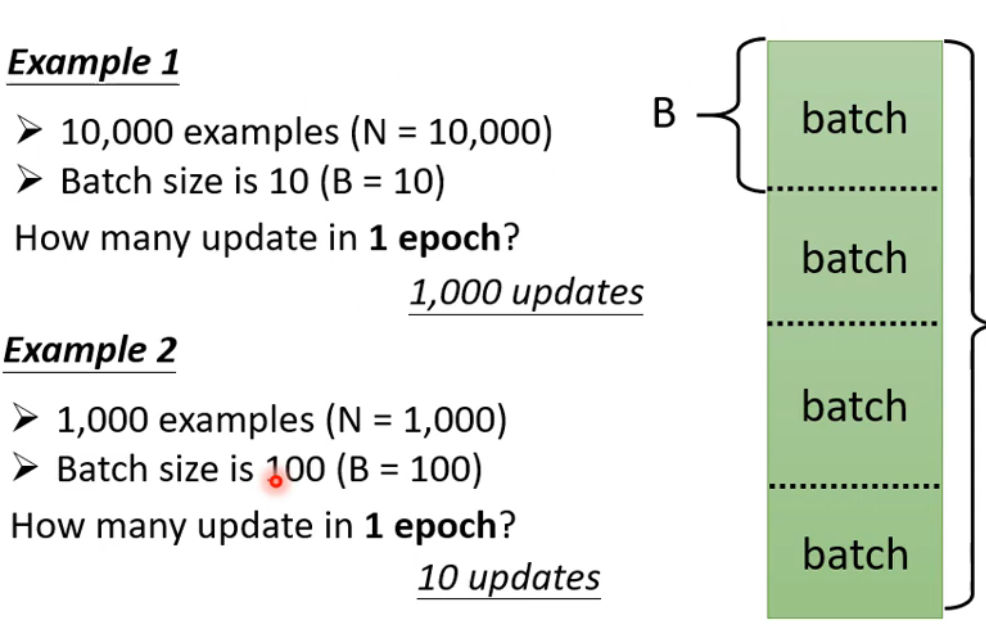 Example 1
➢ 10,000 examples (N = 10,000)
➢ Batch size is 10 (B = 10)
How many update in 1 epoch?
1,000 updates
Example 2
➢ 1,000 examples (N = 1,000)
➢ Batch size is 100 (B = 100)
How many update in 1 epoch?
10 updates
B
batch
batch
batch
batch